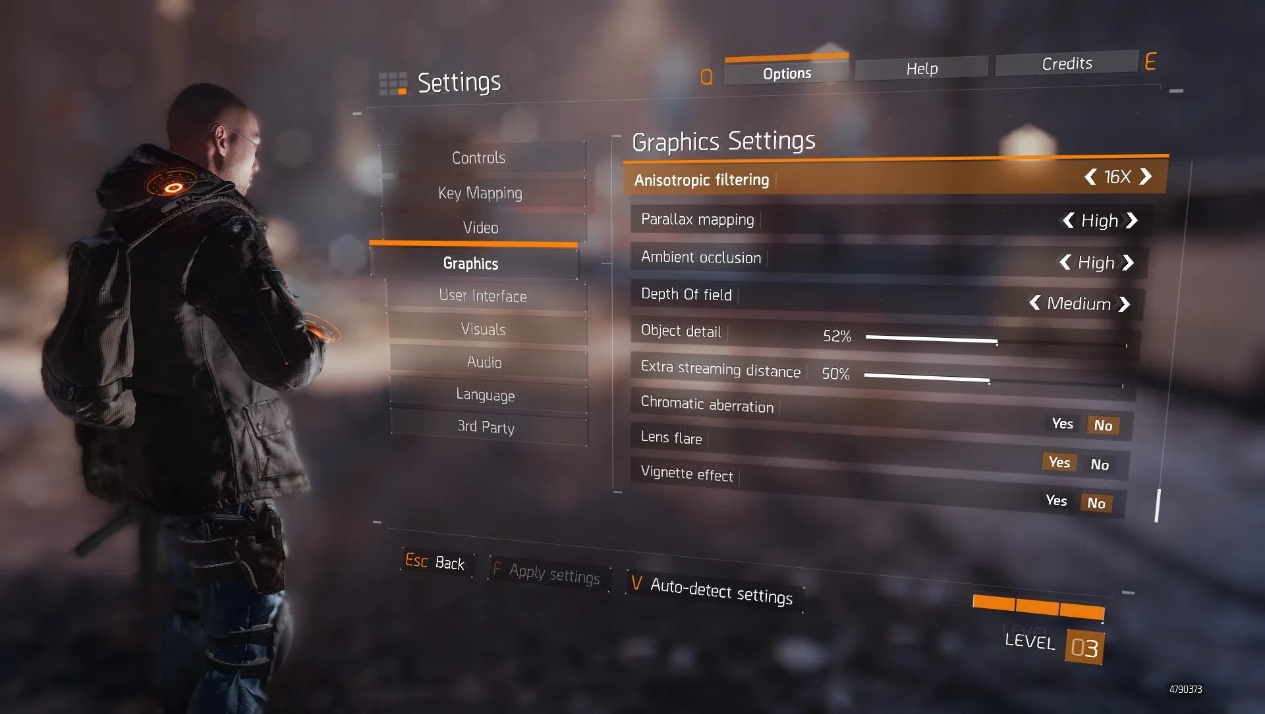 Settings
Q Options Help Credits E
Controls
Key Mapping
Video
Graphics
User Interface
Visuals
Audio
Language
3rd Party
Graphics Settings
Anisotropic filtering 16X
Parallax mapping High
Ambient occlusion High
Depth Of field Medium
Object detail 52%
Extra streaming distance 50%
Chromatic aberration Yes No
Lens flare Yes No
Vignette effect Yes No
Esc Back F Apply settings V Auto-detect settings
LEVEL 03
4790373